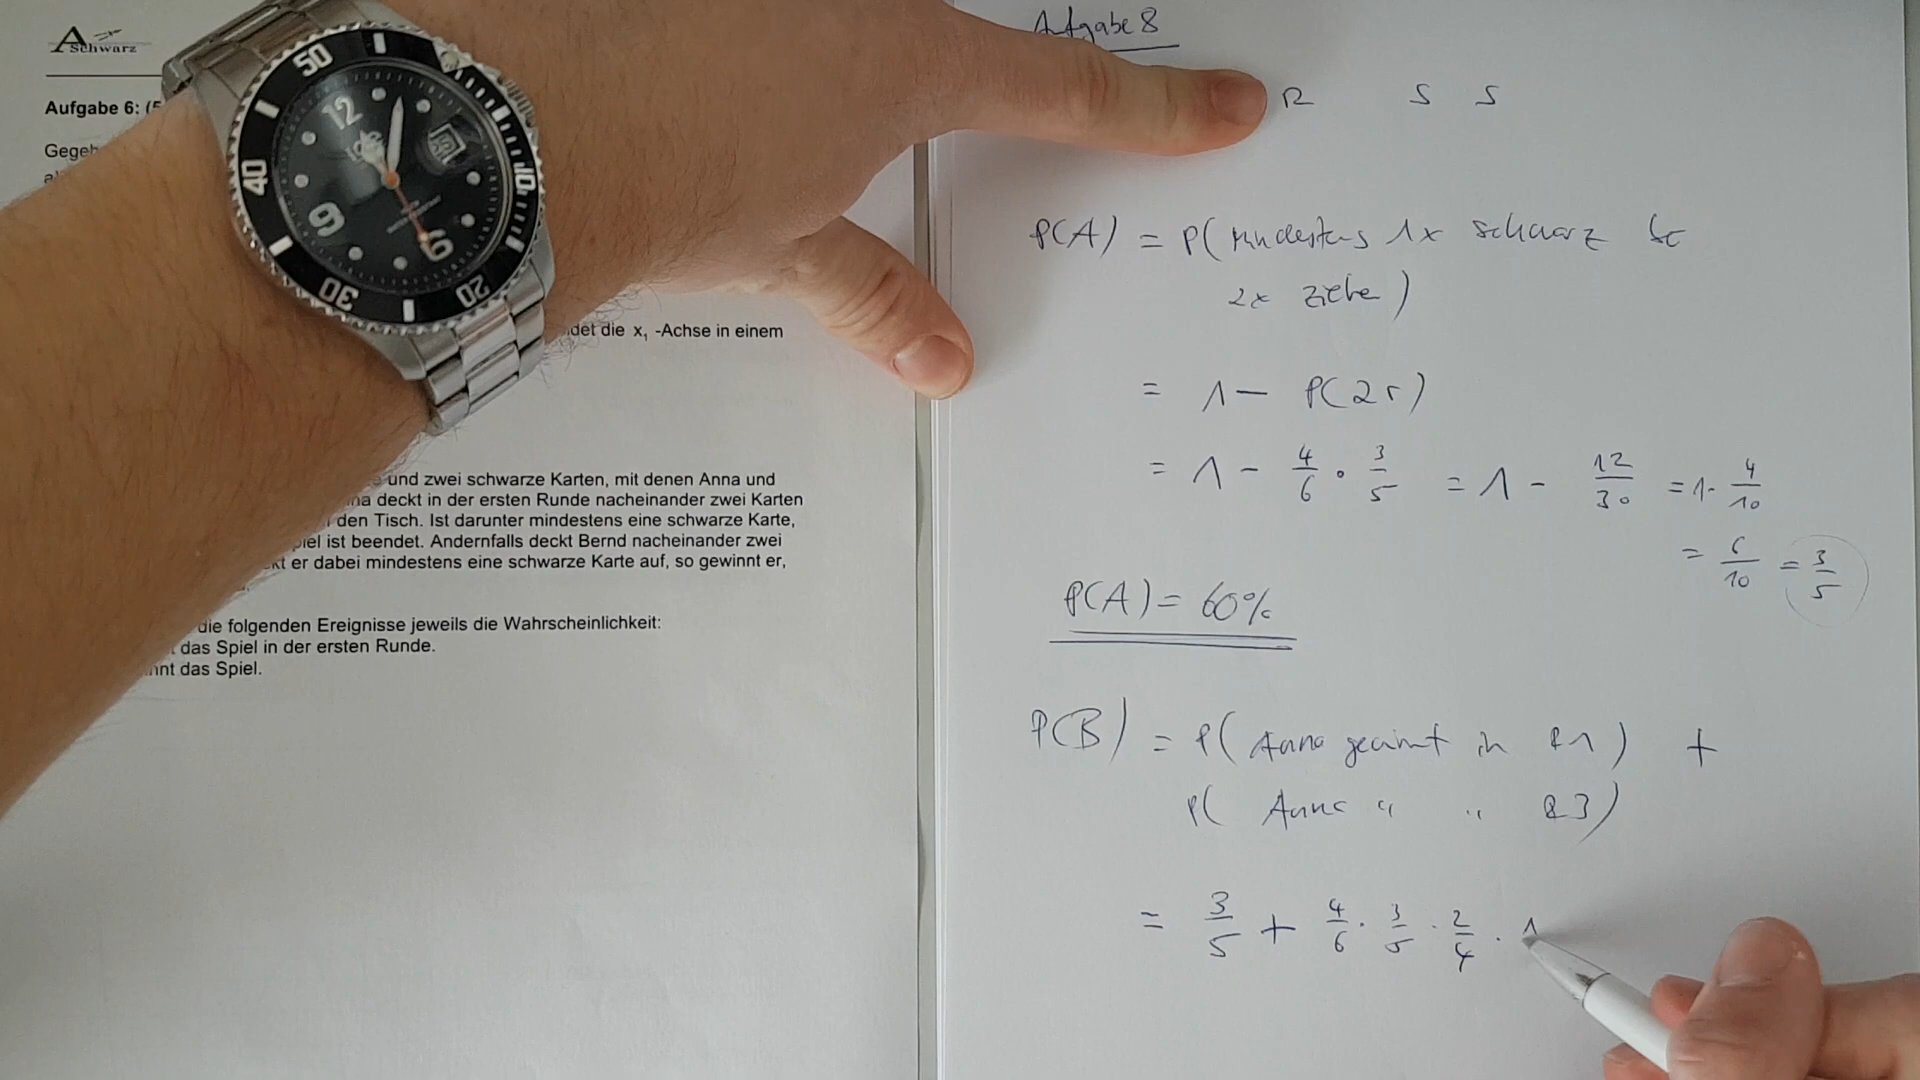 A Schwarz
Aufgabe 6: (5
Gegeb
det die x₁ -Achse in einem
und zwei schwarze Karten, mit denen Anna und
na deckt in der ersten Runde nacheinander zwei Karten
den Tisch. Ist darunter mindestens eine schwarze Karte,
piel ist beendet. Andernfalls deckt Bernd nacheinander zwei
kt er dabei mindestens eine schwarze Karte auf, so gewinnt er,
die folgenden Ereignisse jeweils die Wahrscheinlichkeit:
t das Spiel in der ersten Runde.
nnt das Spiel.
50
12
40
9
6
10
30
20
Aufgabe 8
R S S
P(A) = P(mindestens 1x schwarz
2x ziehe)
= 1 - P(2r)
= 1 - 4/6 · 3/5 = 1 - 12/30 = 1 - 4/10
= 6/10 = 3/5
P(A) = 60%
P(B) = P(Anna gewinnt in R1) +
P( Anna " " R3)
= 3/5 + 4/6 · 3/5 · 2/4 · 1